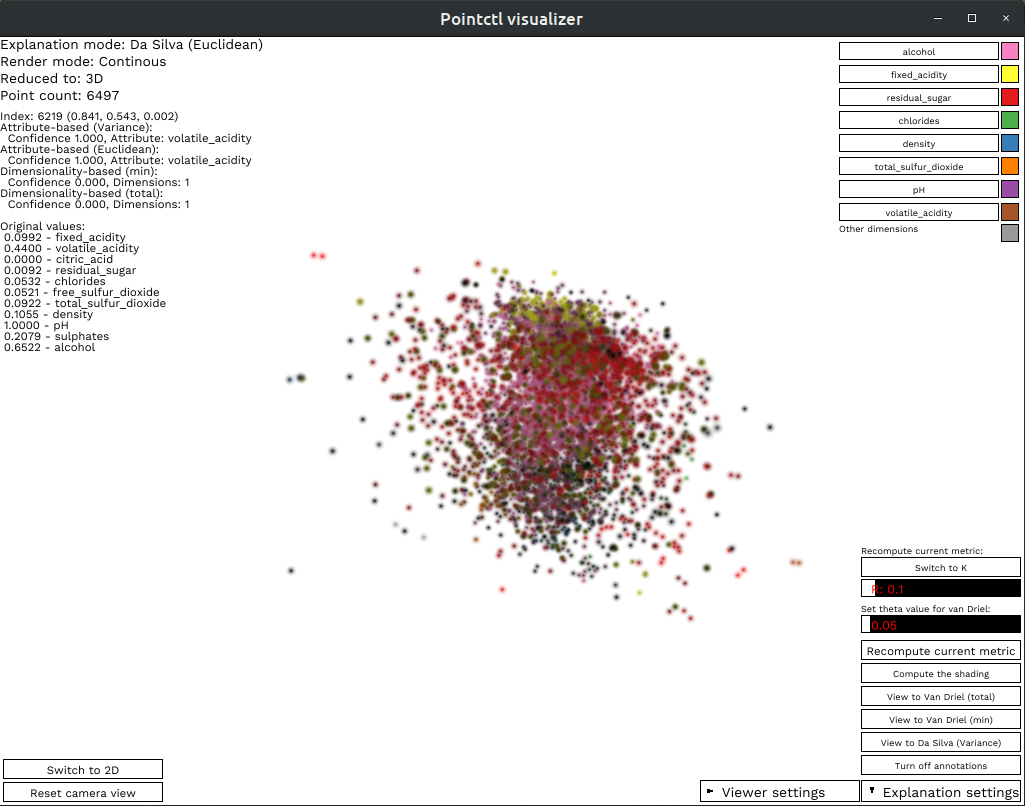 Pointctl visualizer
Explanation mode: Da Silva (Euclidean)
Render mode: Continous
Reduced to: 3D
Point count: 6497
Index: 6219 (0.841, 0.543, 0.002)
Attribute-based (Variance):
Confidence 1.000, Attribute: volatile_acidity
Attribute-based (Euclidean):
Confidence 1.000, Attribute: volatile_acidity
Dimensionality-based (min):
Confidence 0.000, Dimensions: 1
Dimensionality-based (total):
Confidence 0.000, Dimensions: 1
Original values:
0.0992 - fixed_acidity
0.4400 - volatile_acidity
0.0000 - citric_acid
0.0092 - residual_sugar
0.0532 - chlorides
0.0521 - free_sulfur_dioxide
0.0922 - total_sulfur_dioxide
0.1055 - density
1.0000 - pH
0.2079 - sulphates
0.6522 - alcohol
alcohol
fixed_acidity
residual_sugar
chlorides
density
total_sulfur_dioxide
pH
volatile_acidity
Other dimensions
Recompute current metric:
Switch to K
R: 0.1
Set theta value for van Driel:
0.05
Recompute current metric
Compute the shading
View to Van Driel (total)
View to Van Driel (min)
View to Da Silva (Variance)
Turn off annotations
Switch to 2D
Reset camera view
Viewer settings
Explanation settings